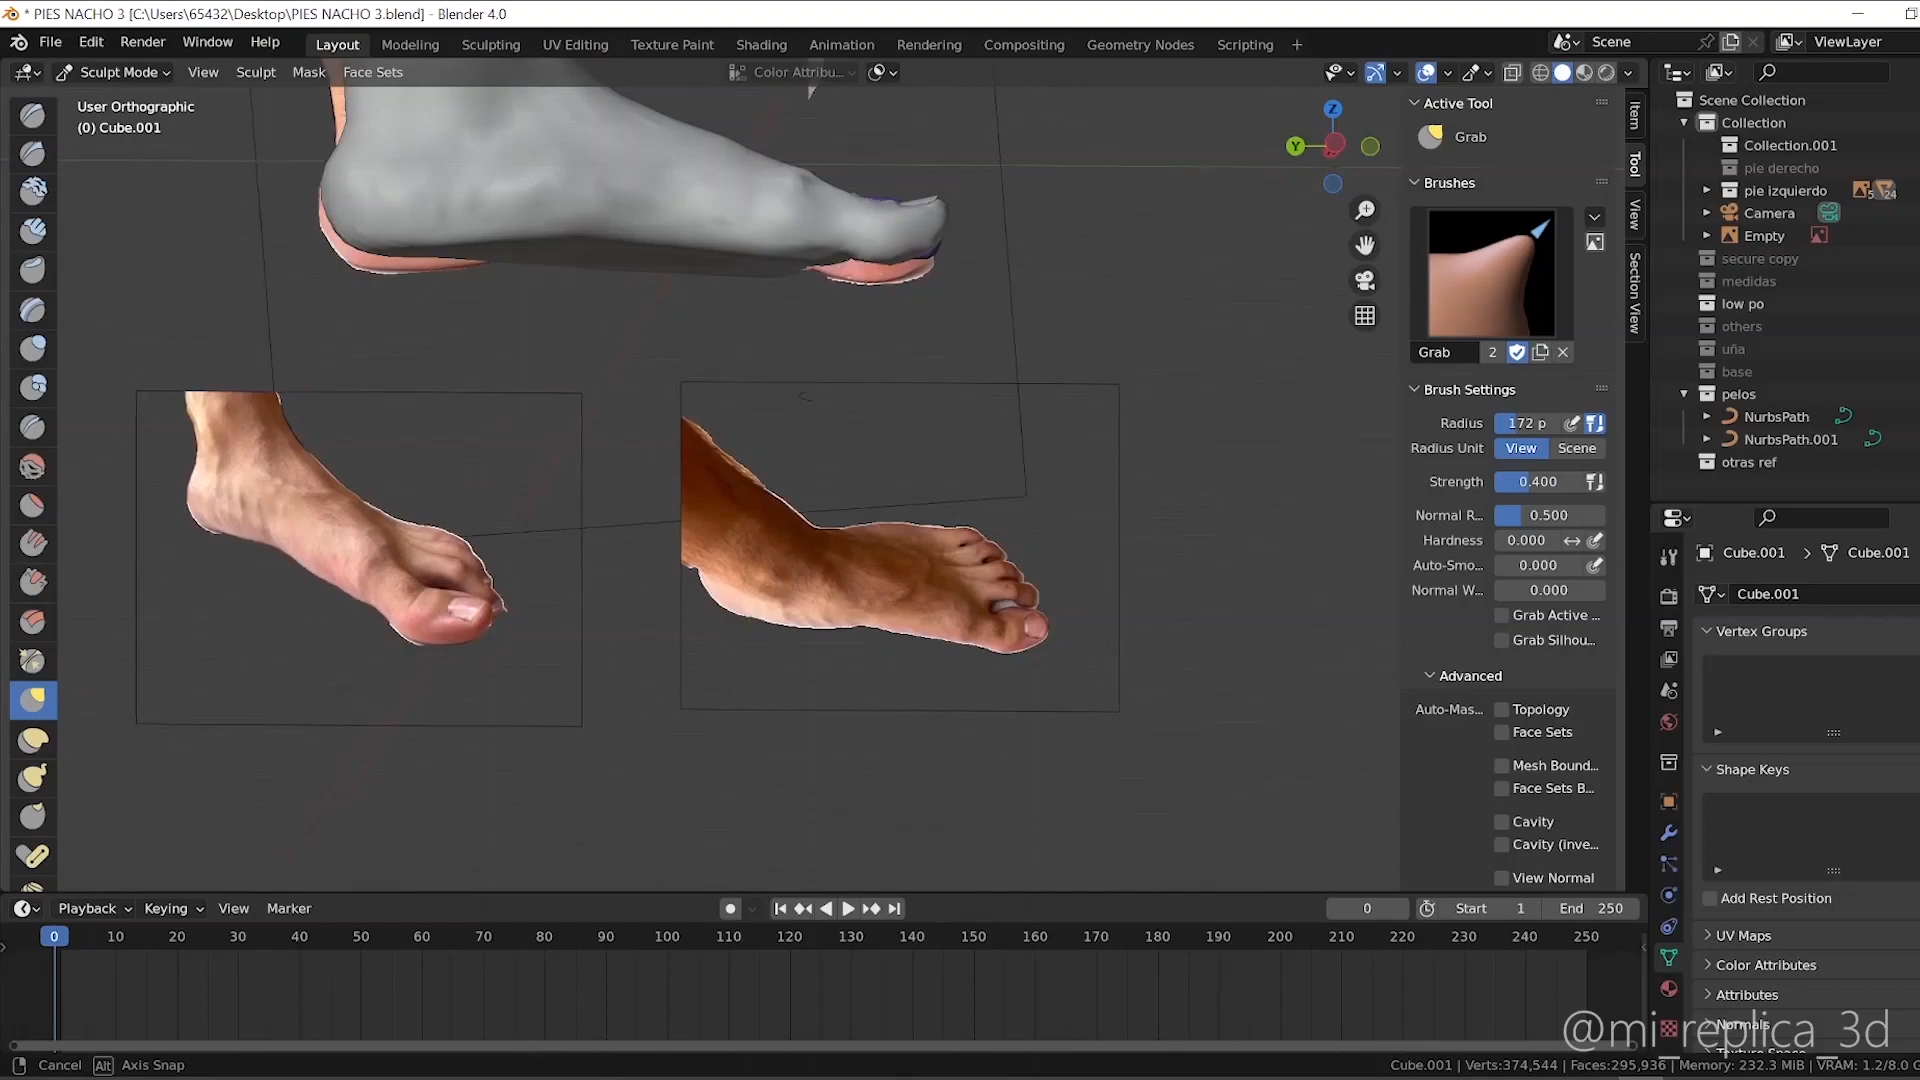 * PIES NACHO 3 [C:\Users\65432\Desktop\PIES NACHO 3.blend] - Blender 4.0
File Edit Render Window Help Layout Modeling Sculpting UV Editing Texture Paint Shading Animation Rendering Compositing Geometry Nodes Scripting + Scene ViewLayer
Sculpt Mode View Sculpt Mask Face Sets Color Attribu...
User Orthographic
(0) Cube.001
Z
Y
Item
Tool
View
Section View
Active Tool
Grab
Brushes
Grab 2
Brush Settings
Radius 172 p
Radius Unit View Scene
Strength 0.400
Normal R... 0.500
Hardness 0.000
Auto-Smo... 0.000
Normal W... 0.000
Grab Active ...
Grab Silhou...
Advanced
Auto-Mas... Topology
Face Sets
Mesh Bound...
Face Sets B...
Cavity
Cavity (inve...
View Normal
Scene Collection
Collection
Collection.001
pie derecho
pie izquierdo 5 24
Camera
Empty
secure copy
medidas
low po
others
uña
base
pelos
NurbsPath
NurbsPath.001
otras ref
Cube.001 > Cube.001
Cube.001
Vertex Groups
Shape Keys
Add Rest Position
UV Maps
Color Attributes
Attributes
Normals
Texture Space
Playback Keying View Marker 0 Start 1 End 250
0 10 20 30 40 50 60 70 80 90 100 110 120 130 140 150 160 170 180 190 200 210 220 230 240 250
@mi_replica_3d
Cancel Alt Axis Snap
Cube.001 | Verts:374,544 | Faces:295,936 | Memory: 232.3 MiB | VRAM: 1.2/8.0 G